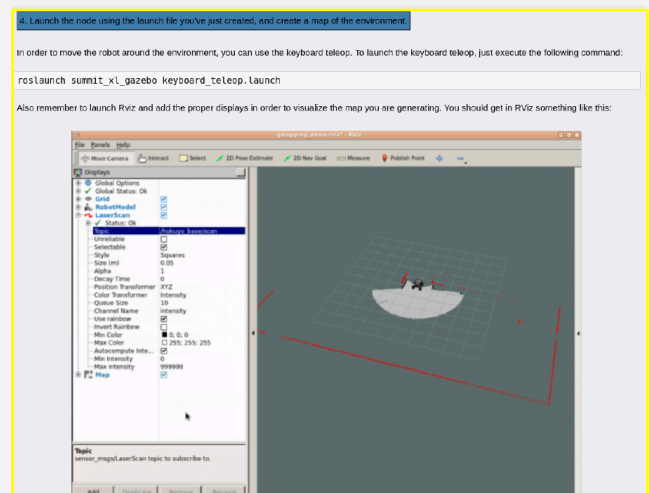 4. Launch the node using the launch file you've just created, and create a map of the environment.
In order to move the robot around the environment, you can use the keyboard teleop. To launch the keyboard teleop, just execute the following command:
roslaunch summit_xl_gazebo keyboard_teleop.launch
Also remember to launch Rviz and add the proper displays in order to visualize the map you are generating. You should get in RViz something like this:
File Panels Help
Move Camera Interact Select 2D Pose Estimate 2D Nav Goal Measure Publish Point
Displays
Global Options
Global Status: Ok
Grid
RobotModel
LaserScan
Status: Ok
Topic /hokuyo_base/scan
Unreliable
Selectable
Style Squares
Size (m) 0.05
Alpha 1
Decay Time 0
Position Transformer XYZ
Color Transformer Intensity
Queue Size 10
Channel Name intensity
Use rainbow
Invert Rainbow
Min Color 0; 0; 0
Max Color 255; 255; 255
Autocompute Inte...
Min Intensity 0
Max Intensity 999999
Map
Topic
sensor_msgs/LaserScan topic to subscribe to.
Add Duplicate Remove Rename